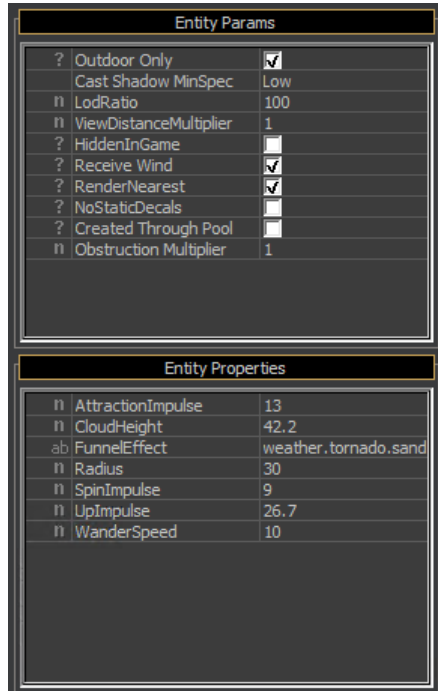 Entity Params
? Outdoor Only
Cast Shadow MinSpec Low
n LodRatio 100
n ViewDistanceMultiplier 1
? HiddenInGame
? Receive Wind
? RenderNearest
? NoStaticDecals
? Created Through Pool
n Obstruction Multiplier 1
Entity Properties
n AttractionImpulse 13
n CloudHeight 42.2
ab FunnelEffect weather.tornado.sand
n Radius 30
n SpinImpulse 9
n UpImpulse 26.7
n WanderSpeed 10